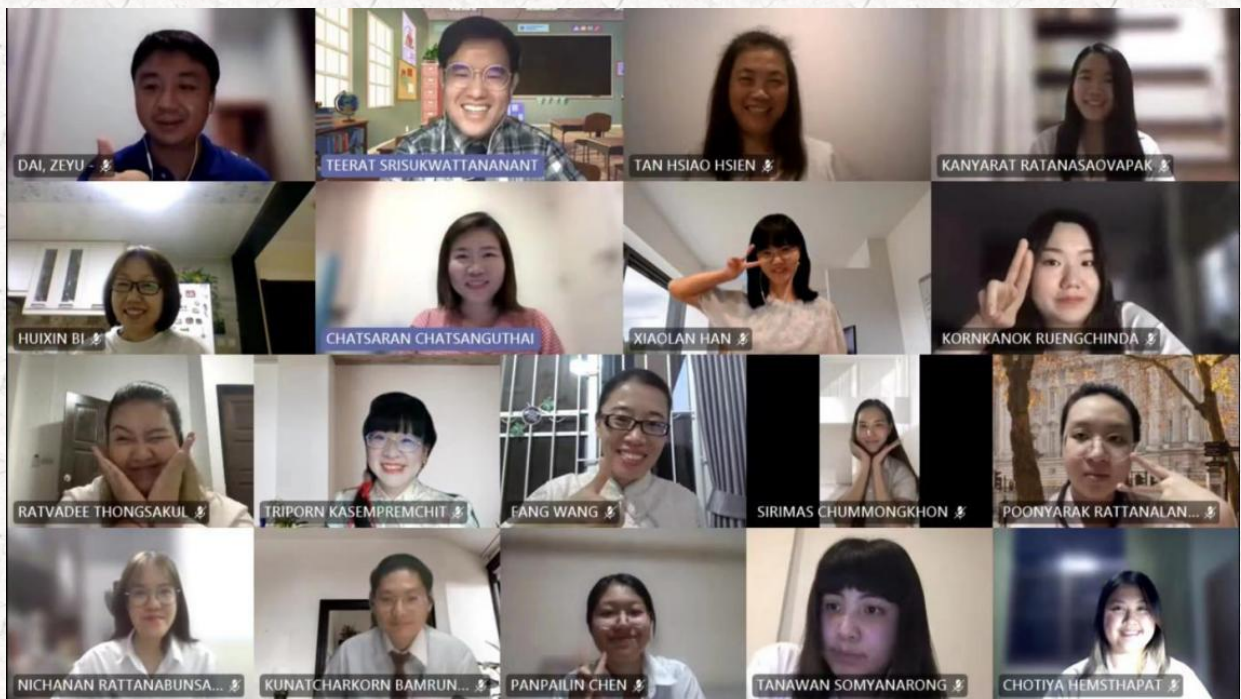 DAI, ZEYU -
TEERAT SRISUKWATTANANANT
TAN HSIAO HSIEN
KANYARAT RATANASAOVAPAK
HUIXIN BI
CHATSARAN CHATSANGUTHAI
XIAOLAN HAN
KORNKANOK RUENGCHINDA
RATVADEE THONGSAKUL
TRIPORN KASEMPREMCHIT
FANG WANG
SIRIMAS CHUMMONGKHON
POONYARAK RATTANALAN...
NICHANAN RATTANABUNSA...
KUNATCHARKORN BAMRUN...
PANPAILIN CHEN
TANAWAN SOMYANARONG
CHOTIYA HEMSTHAPAT